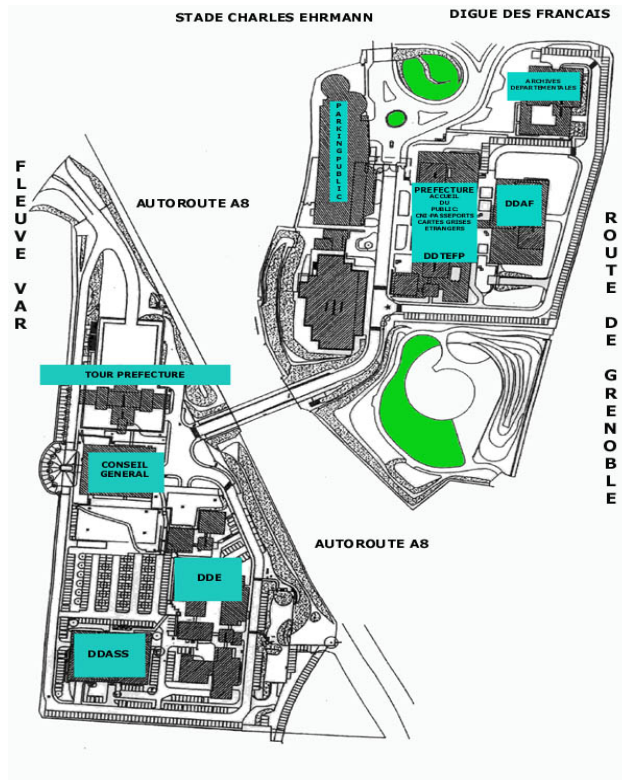 STADE CHARLES EHRMANN
DIGUE DES FRANCAIS
ARCHIVES
DEPARTEMENTALES
PARKING PUBLIC
FLEUVE VAR
AUTOROUTE A8
PREFECTURE
ACCUEIL
DU
PUBLIC:
CNI-PASSEPORTS
CARTES GRISES
ETRANGERS
DDTEFP
DDAF
ROUTE DE GRENOBLE
TOUR PREFECTURE
CONSEIL
GENERAL
AUTOROUTE A8
DDE
DDASS